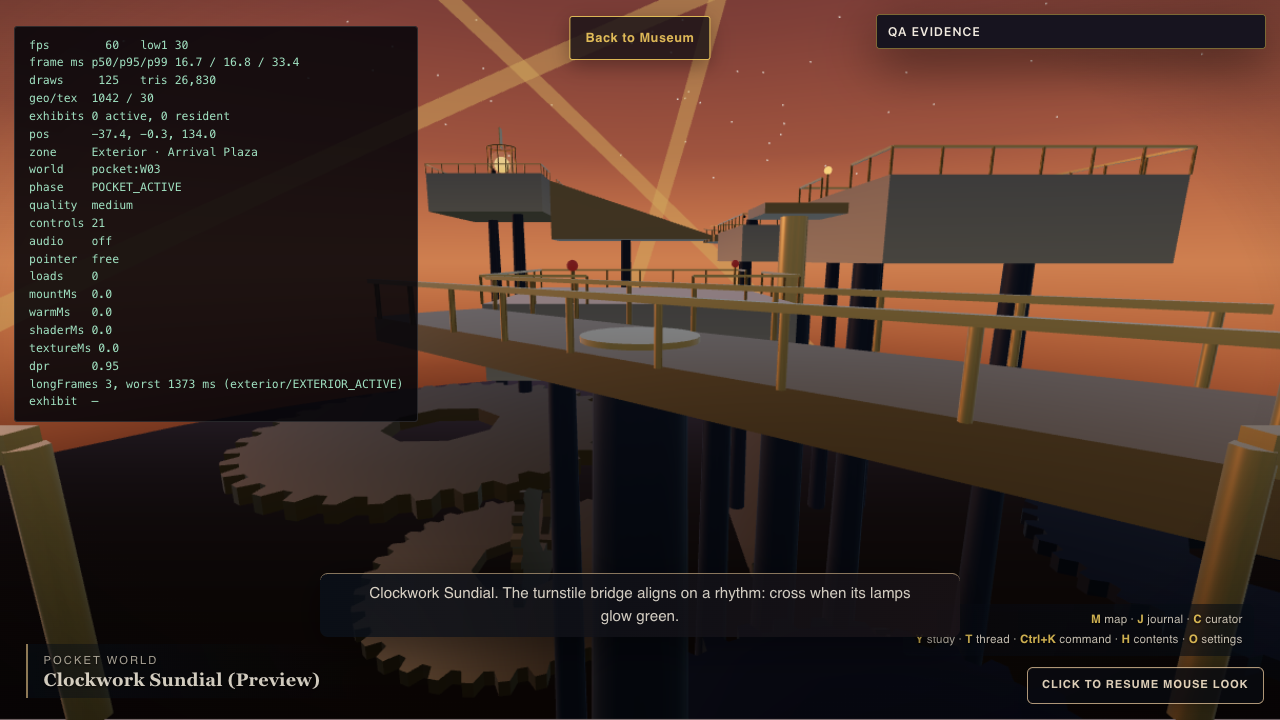 fps 60 low1 30
frame ms p50/p95/p99 16.7 / 16.8 / 33.4
draws 125 tris 26,830
geo/tex 1042 / 30
exhibits 0 active, 0 resident
pos −37.4, −0.3, 134.0
zone Exterior · Arrival Plaza
world pocket:W03
phase POCKET_ACTIVE
quality medium
controls 21
audio off
pointer free
loads 0
mountMs 0.0
warmMs 0.0
shaderMs 0.0
textureMs 0.0
dpr 0.95
longFrames 3, worst 1373 ms (exterior/EXTERIOR_ACTIVE)
exhibit —
Back to Museum
QA EVIDENCE
Clockwork Sundial. The turnstile bridge aligns on a rhythm: cross when its lamps
glow green.
M map · J journal · C curator
Y study · T thread · Ctrl+K command · H contents · O settings
POCKET WORLD
Clockwork Sundial (Preview)
CLICK TO RESUME MOUSE LOOK